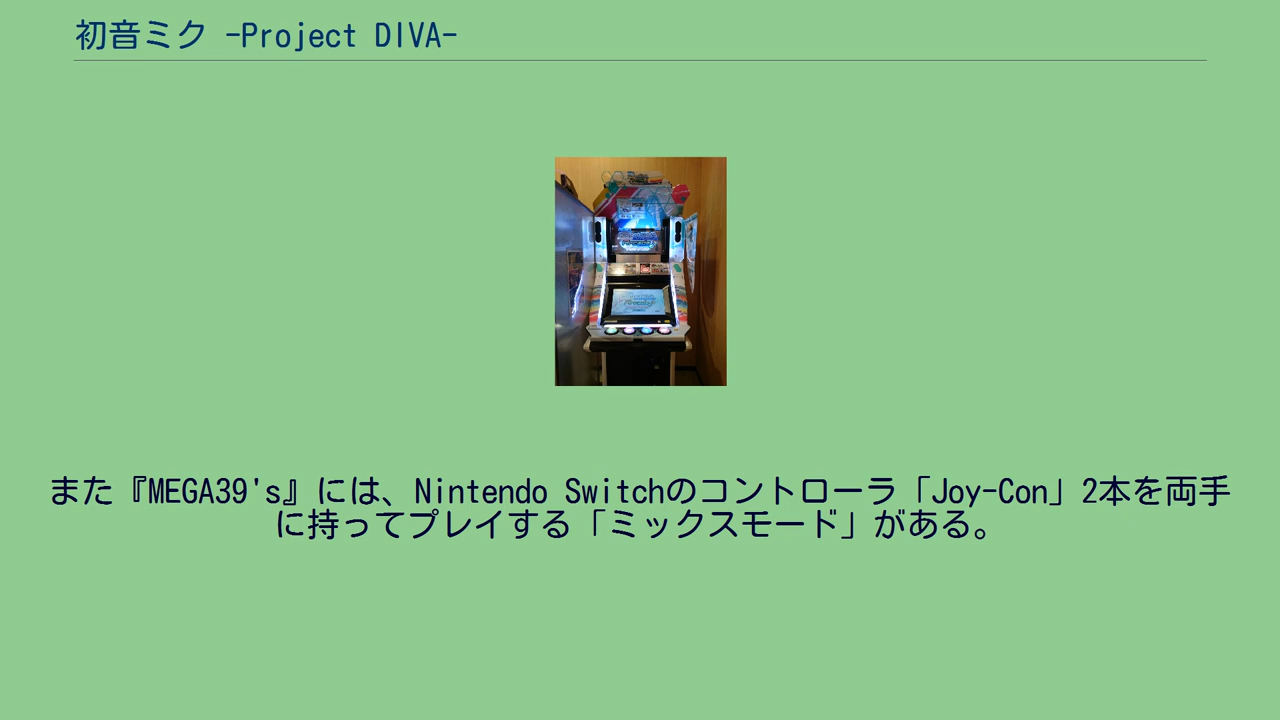 初音ミク -Project DIVA-
また『MEGA39's』には、Nintendo Switchのコントローラ「Joy-Con」2本を両手
に持ってプレイする「ミックスモード」がある。